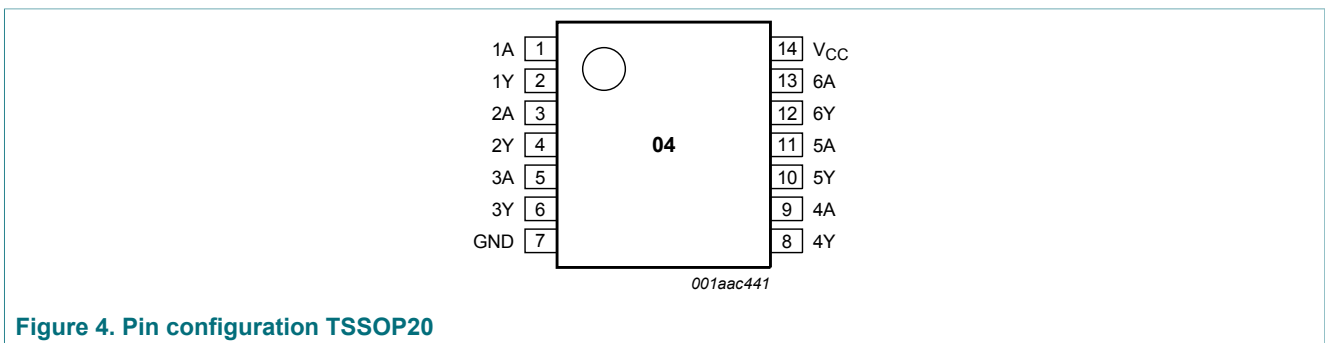 1A 1 14 VCC
1Y 2 13 6A
2A 3 12 6Y
2Y 4 04 11 5A
3A 5 10 5Y
3Y 6 9 4A
GND 7 8 4Y
001aac441
Figure 4. Pin configuration TSSOP20